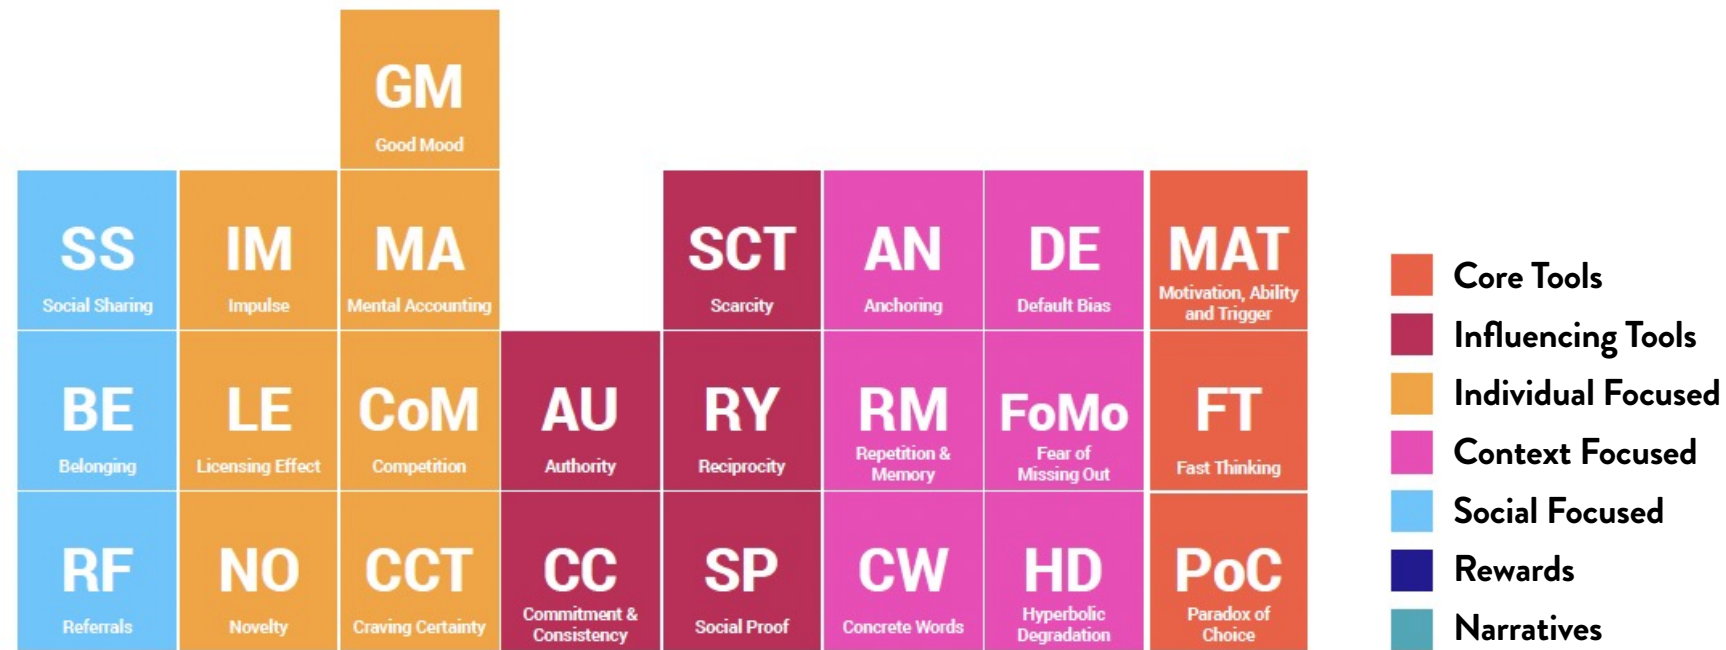 GM
Good Mood
SS
Social Sharing
IM
Impulse
MA
Mental Accounting
SCT
Scarcity
AN
Anchoring
DE
Default Bias
MAT
Motivation, Ability
and Trigger
BE
Belonging
LE
Licensing Effect
CoM
Competition
AU
Authority
RY
Reciprocity
RM
Repetition &
Memory
FoMo
Fear of
Missing Out
FT
Fast Thinking
RF
Referrals
NO
Novelty
CCT
Craving Certainty
CC
Commitment &
Consistency
SP
Social Proof
CW
Concrete Words
HD
Hyperbolic
Degradation
PoC
Paradox of
Choice
Core Tools
Influencing Tools
Individual Focused
Context Focused
Social Focused
Rewards
Narratives